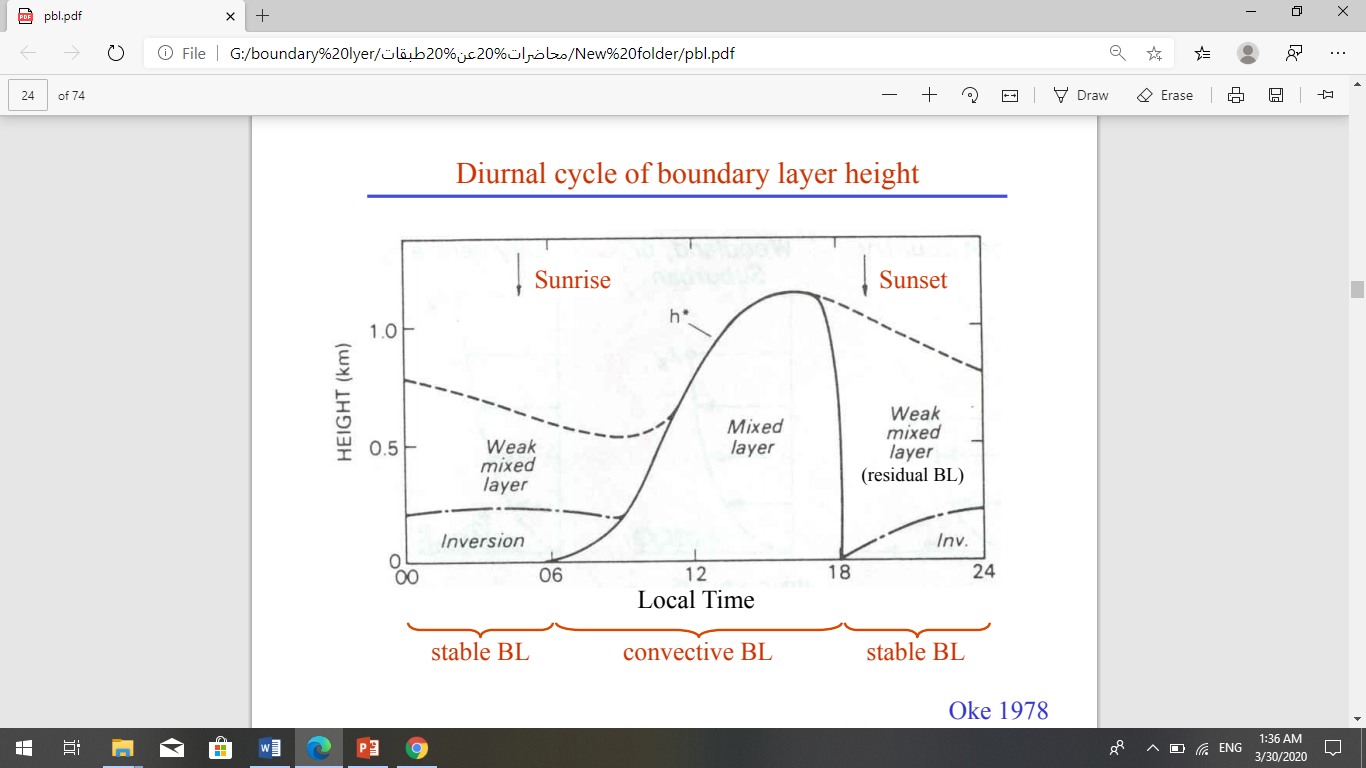 pbl.pdf
File
G:/boundary%20lyer/محاضرات%20عن%20طبقات/New%20folder/pbl.pdf
24
of 74
Draw
Erase
Diurnal cycle of boundary layer height
Sunrise
Sunset
h*
HEIGHT (km)
1.0
0.5
0
Weak
mixed
layer
Mixed
layer
Weak
mixed
layer
(residual BL)
Inversion
Inv.
00
06
12
18
24
Local Time
stable BL
convective BL
stable BL
Oke 1978
ENG
1:36 AM
3/30/2020